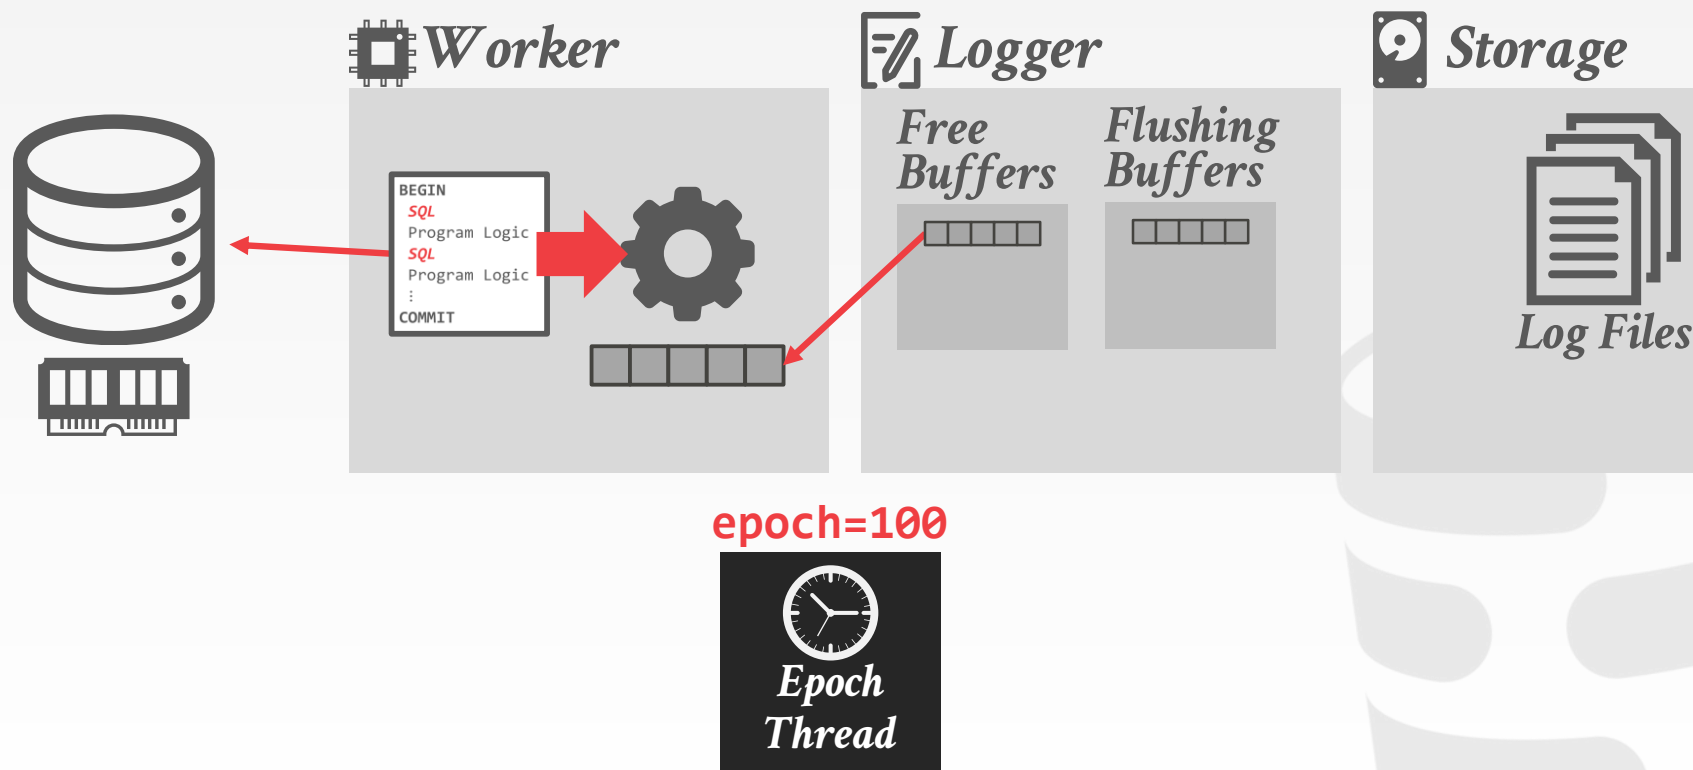 Worker
BEGIN
SQL
Program Logic
SQL
Program Logic
⋮
COMMIT
Logger
Free
Buffers
Flushing
Buffers
Storage
Log Files
epoch=100
Epoch
Thread